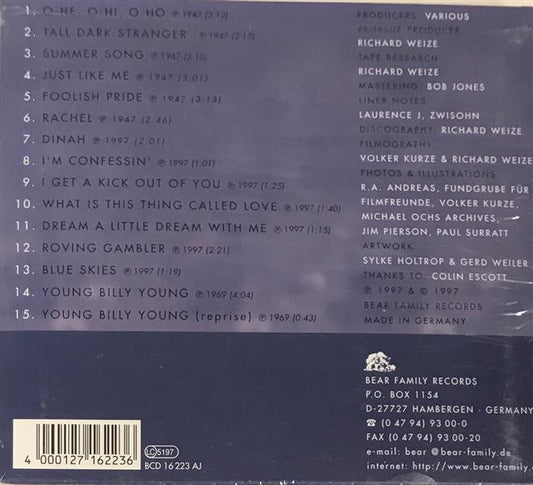 1. O HE, O HI, O HO ℗ 1947 (3:12)
2. TALL DARK STRANGER ℗ 1947 (2:18)
3. SUMMER SONG ℗ 1947 (3:10)
4. JUST LIKE ME ℗ 1947 (3:01)
5. FOOLISH PRIDE ℗ 1947 (3:13)
6. RACHEL ℗ 1947 (2:46)
7. DINAH ℗ 1997 (2:01)
8. I'M CONFESSIN' ℗ 1997 (1:01)
9. I GET A KICK OUT OF YOU ℗ 1997 (1:25)
10. WHAT IS THIS THING CALLED LOVE ℗ 1997 (1:40)
11. DREAM A LITTLE DREAM WITH ME ℗ 1997 (1:15)
12. ROVING GAMBLER ℗ 1997 (2:21)
13. BLUE SKIES ℗ 1997 (1:19)
14. YOUNG BILLY YOUNG ℗ 1969 (4:04)
15. YOUNG BILLY YOUNG (reprise) ℗ 1969 (0:43)
PRODUCERS: VARIOUS
RE-ISSUE PRODUCER
RICHARD WEIZE
TAPE RESEARCH
RICHARD WEIZE
MASTERING: BOB JONES
LINER NOTES
LAURENCE J, ZWISOHN
DISCOGRAPHY: RICHARD WEIZE
FILMOGRAPHY:
VOLKER KURZE & RICHARD WEIZE
PHOTOS & ILLUSTRATIONS
R.A. ANDREAS, FUNDGRUBE FÜR
FILMFREUNDE, VOLKER KURZE,
MICHAEL OCHS ARCHIVES,
JIM PIERSON, PAUL SURRATT
ARTWORK
SYLKE HOLTROP & GERD WEILER
THANKS TO: COLIN ESCOTT
℗ 1997 & © 1997
BEAR FAMILY RECORDS
MADE IN GERMANY
BEAR FAMILY RECORDS
P.O. BOX 1154
D-27727 HAMBERGEN - GERMANY
☎ (0 47 94) 93 00-0
FAX (0 47 94) 93 00-20
e-mail: bear @ bear-family.de
internet: http://www.bear-family.
4 000127 162236
LC 5197
BCD 16 223 AJ